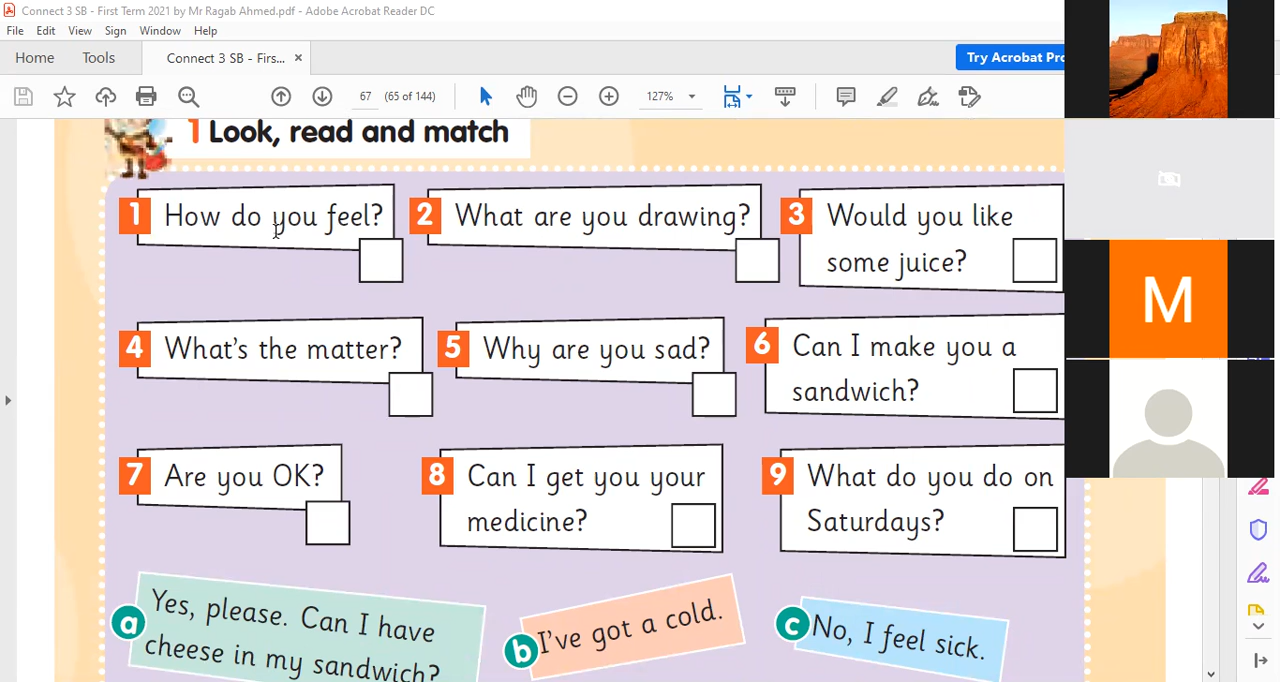 Connect 3 SB - First Term 2021 by Mr Ragab Ahmed.pdf - Adobe Acrobat Reader DC
File Edit View Sign Window Help
Home Tools Connect 3 SB - Firs... ×
Try Acrobat Pro
67 (65 of 144) 127%
1 Look, read and match
1 How do you feel?
2 What are you drawing?
3 Would you like
some juice?
4 What's the matter?
5 Why are you sad?
6 Can I make you a
sandwich?
7 Are you OK?
8 Can I get you your
medicine?
9 What do you do on
Saturdays?
a Yes, please. Can I have
cheese in my sandwich?
b I've got a cold.
c No, I feel sick.
M